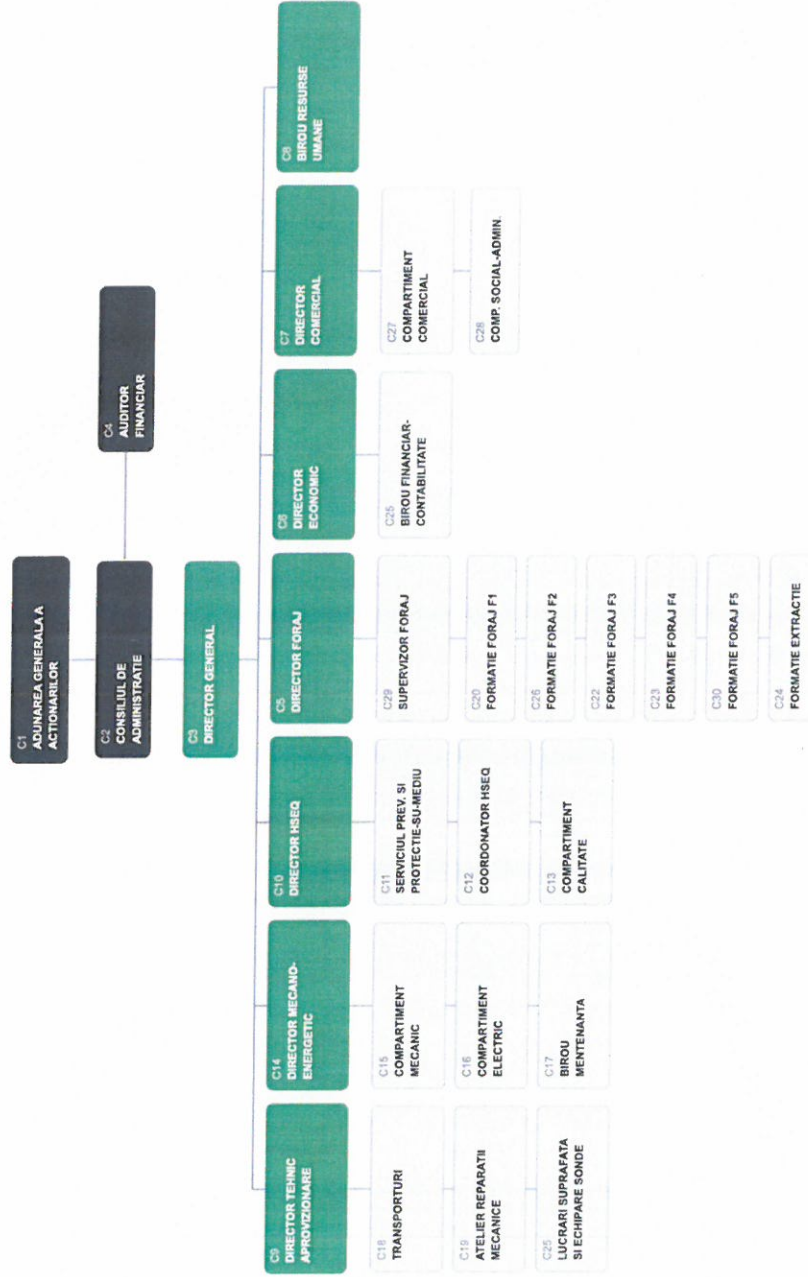 C1
ADUNAREA GENERALA A
ACTIONARILOR
C2
CONSILIUL DE
ADMINISTRATIE
C4
AUDITOR
FINANCIAR
C3
DIRECTOR GENERAL
C9
DIRECTOR TEHNIC
APROVIZIONARE
C18
TRANSPORTURI
C19
ATELIER REPARATII
MECANICE
C25
LUCRARI SUPRAFATA
SI ECHIPARE SONDE
C14
DIRECTOR MECANO-
ENERGETIC
C15
COMPARTIMENT
MECANIC
C16
COMPARTIMENT
ELECTRIC
C17
BIROU
MENTENANTA
C10
DIRECTOR HSEQ
C11
SERVICIUL PREV. SI
PROTECTIE-SU-MEDIU
C12
COORDONATOR HSEQ
C13
COMPARTIMENT
CALITATE
C5
DIRECTOR FORAJ
C29
SUPERVIZOR FORAJ
C20
FORMATIE FORAJ F1
C26
FORMATIE FORAJ F2
C22
FORMATIE FORAJ F3
C23
FORMATIE FORAJ F4
C30
FORMATIE FORAJ F5
C24
FORMATIE EXTRACTIE
C6
DIRECTOR
ECONOMIC
C25
BIROU FINANCIAR-
CONTABILITATE
C7
DIRECTOR
COMERCIAL
C27
COMPARTIMENT
COMERCIAL
C28
COMP. SOCIAL-ADMIN.
C8
BIROU RESURSE
UMANE